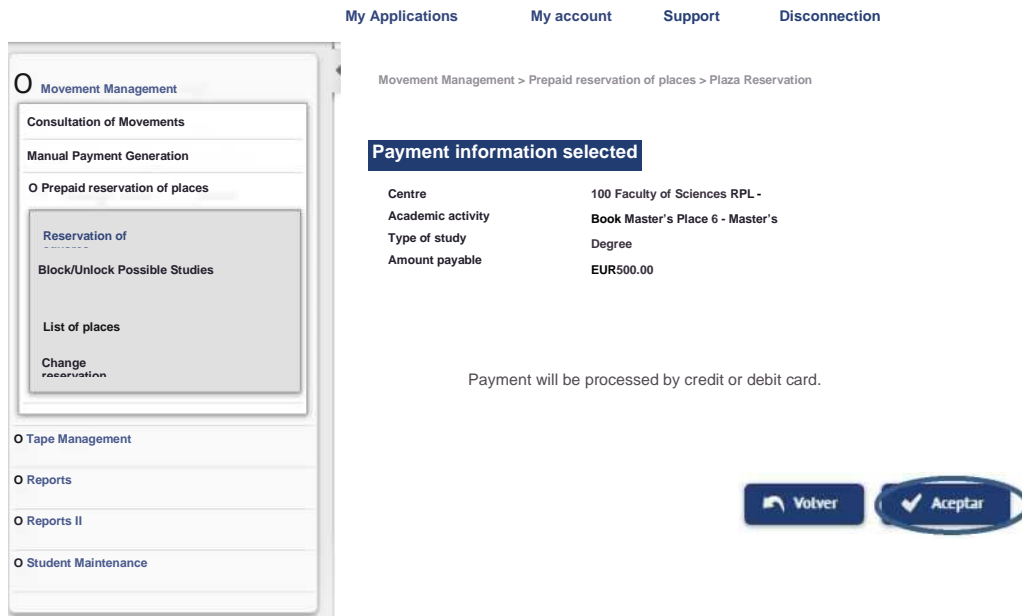 My Applications My account Support Disconnection
O Movement Management
Consultation of Movements
Manual Payment Generation
O Prepaid reservation of places
Reservation of
Block/Unlock Possible Studies
List of places
Change
reservation
O Tape Management
O Reports
O Reports II
O Student Maintenance
Movement Management > Prepaid reservation of places > Plaza Reservation
Payment information selected
Centre 100 Faculty of Sciences RPL -
Academic activity Book Master's Place 6 - Master's
Type of study Degree
Amount payable EUR500.00
Payment will be processed by credit or debit card.
Volver Aceptar